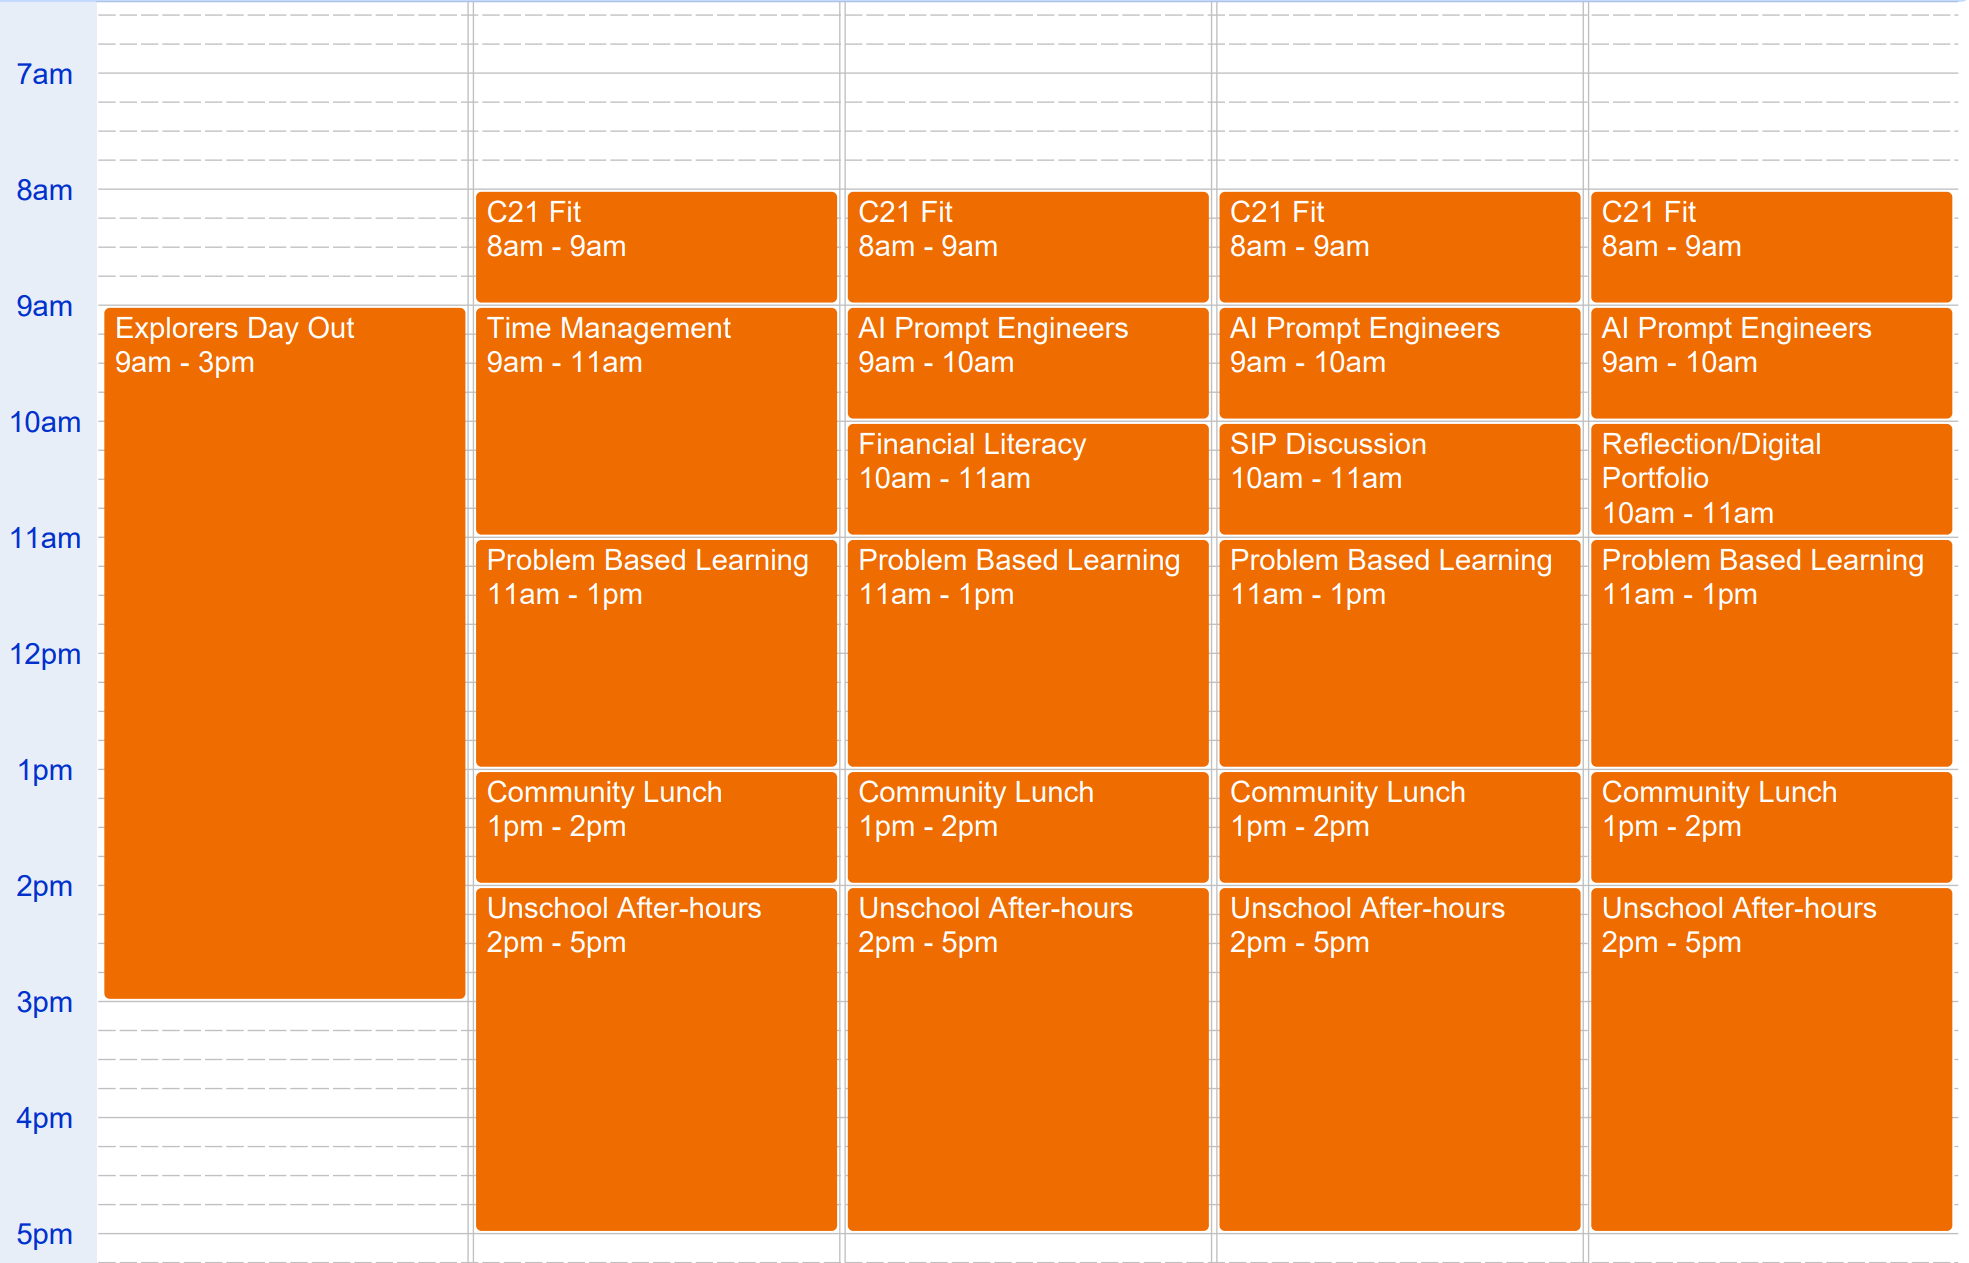 7am
8am
9am
10am
11am
12pm
1pm
2pm
3pm
4pm
5pm
Explorers Day Out
9am - 3pm
C21 Fit
8am - 9am
Time Management
9am - 11am
Problem Based Learning
11am - 1pm
Community Lunch
1pm - 2pm
Unschool After-hours
2pm - 5pm
C21 Fit
8am - 9am
AI Prompt Engineers
9am - 10am
Financial Literacy
10am - 11am
Problem Based Learning
11am - 1pm
Community Lunch
1pm - 2pm
Unschool After-hours
2pm - 5pm
C21 Fit
8am - 9am
AI Prompt Engineers
9am - 10am
SIP Discussion
10am - 11am
Problem Based Learning
11am - 1pm
Community Lunch
1pm - 2pm
Unschool After-hours
2pm - 5pm
C21 Fit
8am - 9am
AI Prompt Engineers
9am - 10am
Reflection/Digital
Portfolio
10am - 11am
Problem Based Learning
11am - 1pm
Community Lunch
1pm - 2pm
Unschool After-hours
2pm - 5pm